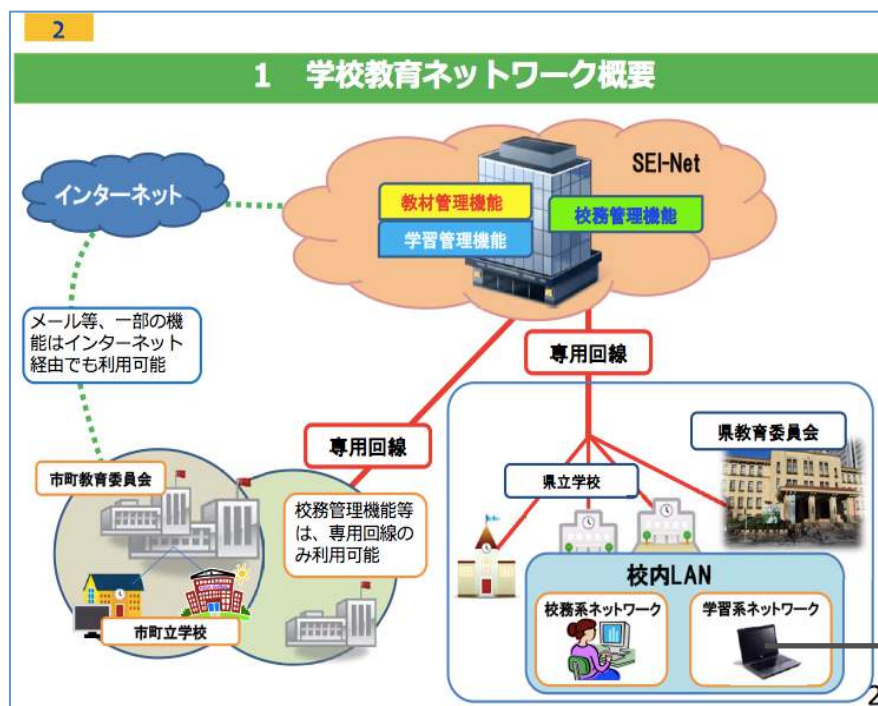 2
1 学校教育ネットワーク概要
SEI-Net
インターネット
教材管理機能
校務管理機能
学習管理機能
メール等、一部の機
能はインターネット
経由でも利用可能
専用回線
専用回線
県教育委員会
市町教育委員会
県立学校
校務管理機能等
は、専用回線の
み利用可能
校内LAN
校務系ネットワーク
学習系ネットワーク
市町立学校
2